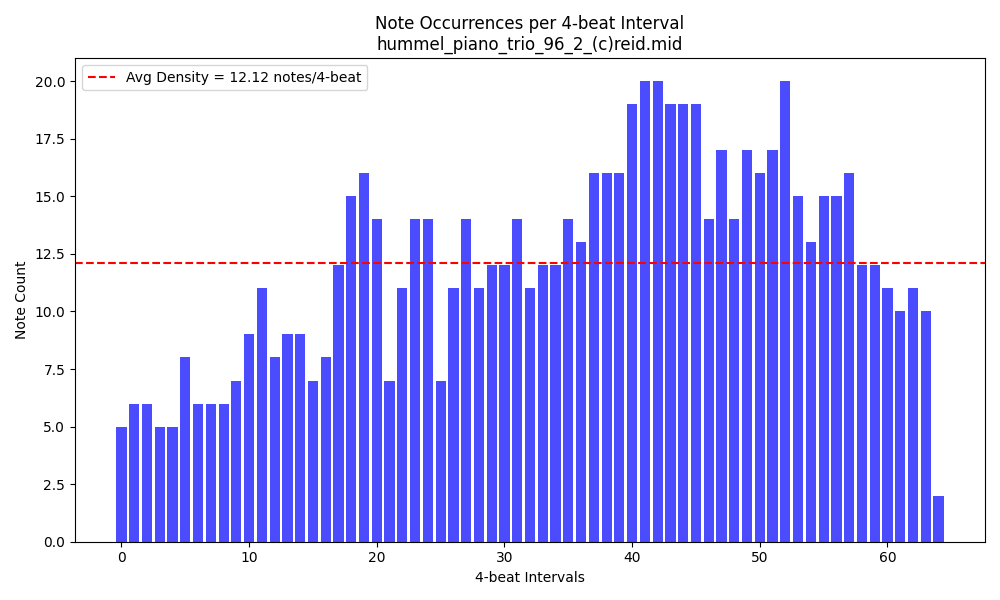 Note Occurrences per 4-beat Interval
hummel_piano_trio_96_2_(c)reid.mid
Avg Density = 12.12 notes/4-beat
20.0
17.5
15.0
12.5
10.0
7.5
5.0
2.5
0.0
Note Count
0 10 20 30 40 50 60
4-beat Intervals